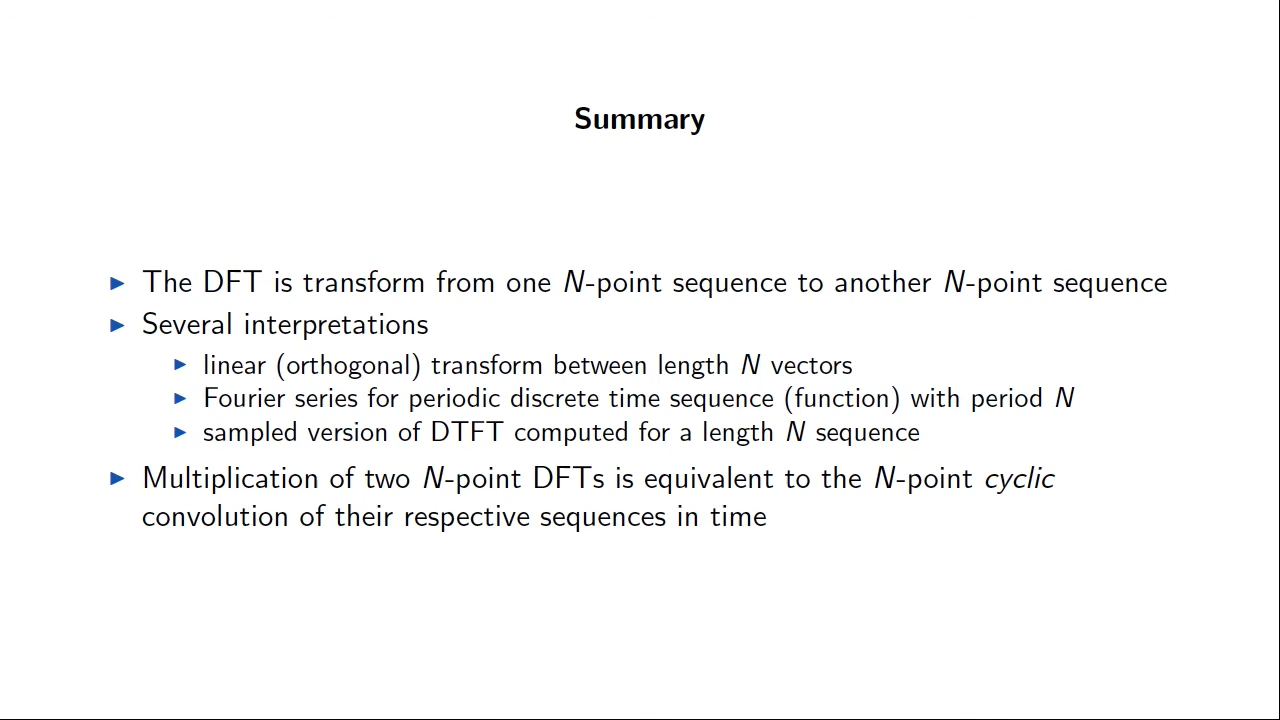 Summary
The DFT is transform from one N-point sequence to another N-point sequence
Several interpretations
linear (orthogonal) transform between length N vectors
Fourier series for periodic discrete time sequence (function) with period N
sampled version of DTFT computed for a length N sequence
Multiplication of two N-point DFTs is equivalent to the N-point cyclic
convolution of their respective sequences in time